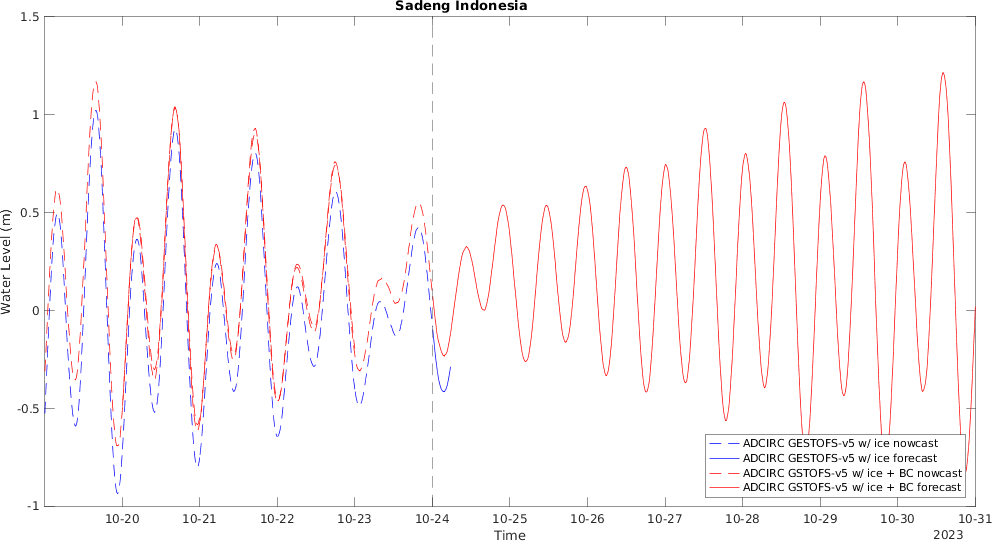 Sadeng Indonesia
1.5
1
0.5
0
-0.5
-1
Water Level (m)
10-20 10-21 10-22 10-23 10-24 10-25 10-26 10-27 10-28 10-29 10-30 10-31
Time
2023
ADCIRC GESTOFS-v5 w/ ice nowcast
ADCIRC GESTOFS-v5 w/ ice forecast
ADCIRC GSTOFS-v5 w/ ice + BC nowcast
ADCIRC GSTOFS-v5 w/ ice + BC forecast